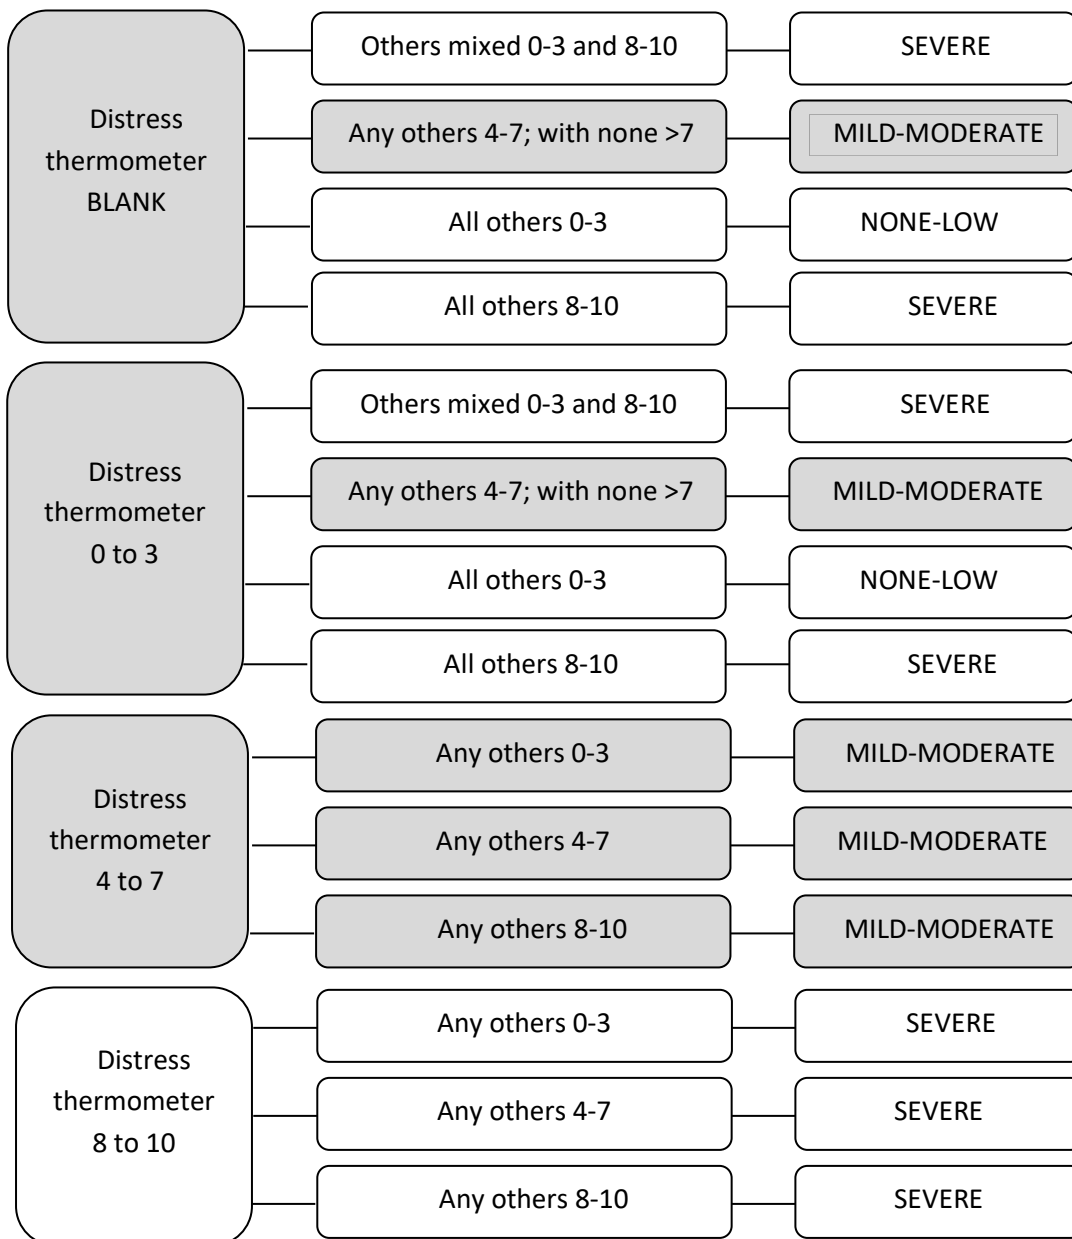 Distress
thermometer
BLANK
Others mixed 0-3 and 8-10
SEVERE
Any others 4-7; with none >7
MILD-MODERATE
All others 0-3
NONE-LOW
All others 8-10
SEVERE
Distress
thermometer
0 to 3
Others mixed 0-3 and 8-10
SEVERE
Any others 4-7; with none >7
MILD-MODERATE
All others 0-3
NONE-LOW
All others 8-10
SEVERE
Distress
thermometer
4 to 7
Any others 0-3
MILD-MODERATE
Any others 4-7
MILD-MODERATE
Any others 8-10
MILD-MODERATE
Distress
thermometer
8 to 10
Any others 0-3
SEVERE
Any others 4-7
SEVERE
Any others 8-10
SEVERE